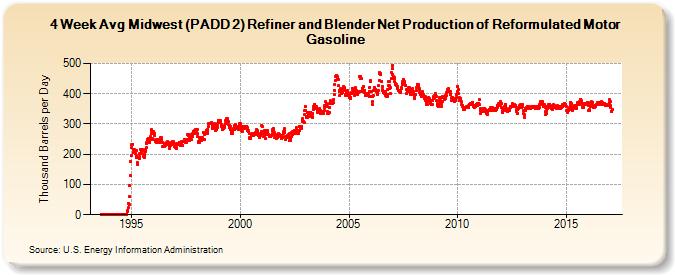 4 Week Avg Midwest (PADD 2) Refiner and Blender Net Production of Reformulated Motor
Gasoline
Thousand Barrels per Day
500
400
300
200
100
0
1995
2000
2005
2010
2015
Source: U.S. Energy Information Administration